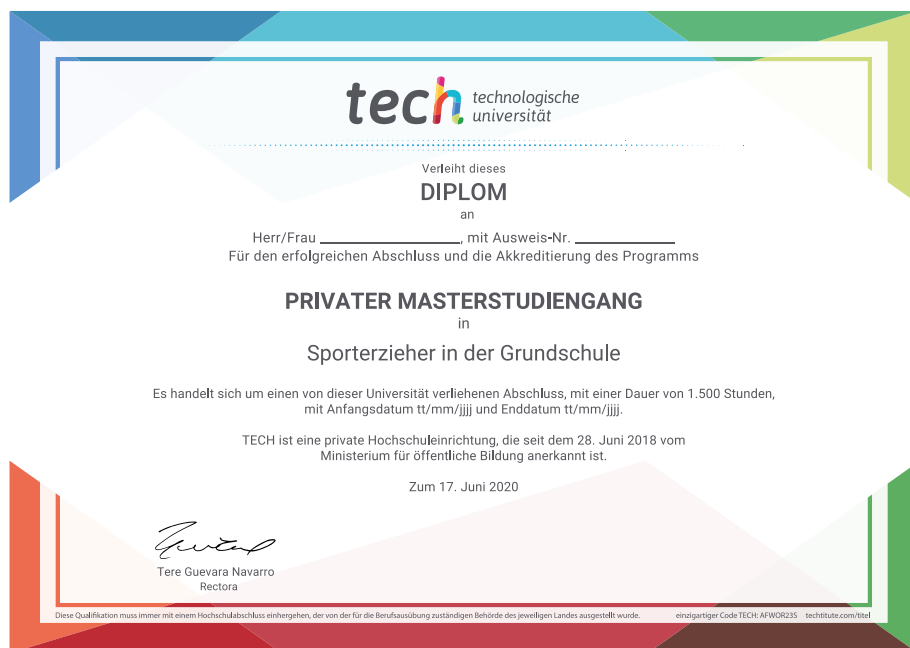 tech technologische
universität
Verleiht dieses
DIPLOM
an
Herr/Frau ____________________, mit Ausweis-Nr. __________________
Für den erfolgreichen Abschluss und die Akkreditierung des Programms
PRIVATER MASTERSTUDIENGANG
in
Sporterzieher in der Grundschule
Es handelt sich um einen von dieser Universität verliehenen Abschluss, mit einer Dauer von 1.500 Stunden,
mit Anfangsdatum tt/mm/jjjj und Enddatum tt/mm/jjjj.
TECH ist eine private Hochschuleinrichtung, die seit dem 28. Juni 2018 vom
Ministerium für öffentliche Bildung anerkannt ist.
Zum 17. Juni 2020
Tere Guevara Navarro
Rectora
Diese Qualifikation muss immer mit einem Hochschulabschluss einhergehen, der von der für die Berufsausübung zuständigen Behörde des jeweiligen Landes ausgestellt wurde. einzigartiger Code TECH: AFWOR23S techtitute.com/titel